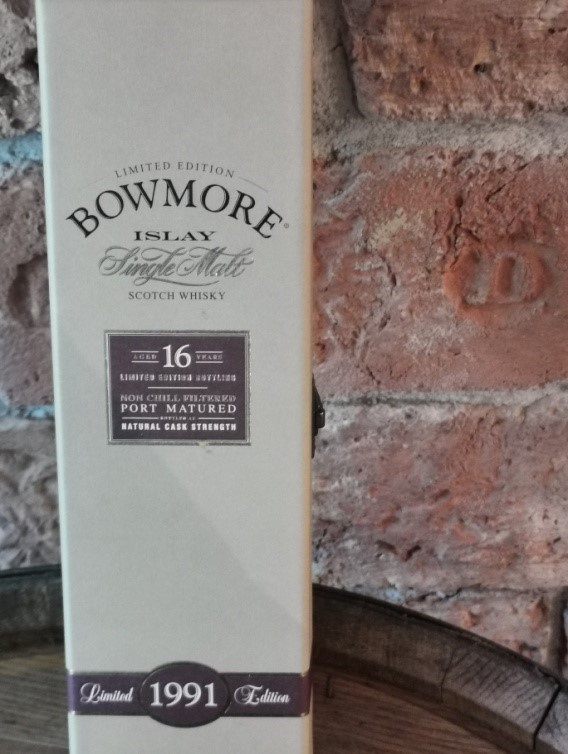 LIMITED EDITION
BOWMORE®
ISLAY
Single Malt
SCOTCH WHISKY
AGED 16 YEARS
LIMITED EDITION BOTTLING
NON CHILL FILTERED
PORT MATURED
BOTTLED AT
NATURAL CASK STRENGTH
Limited 1991 Edition